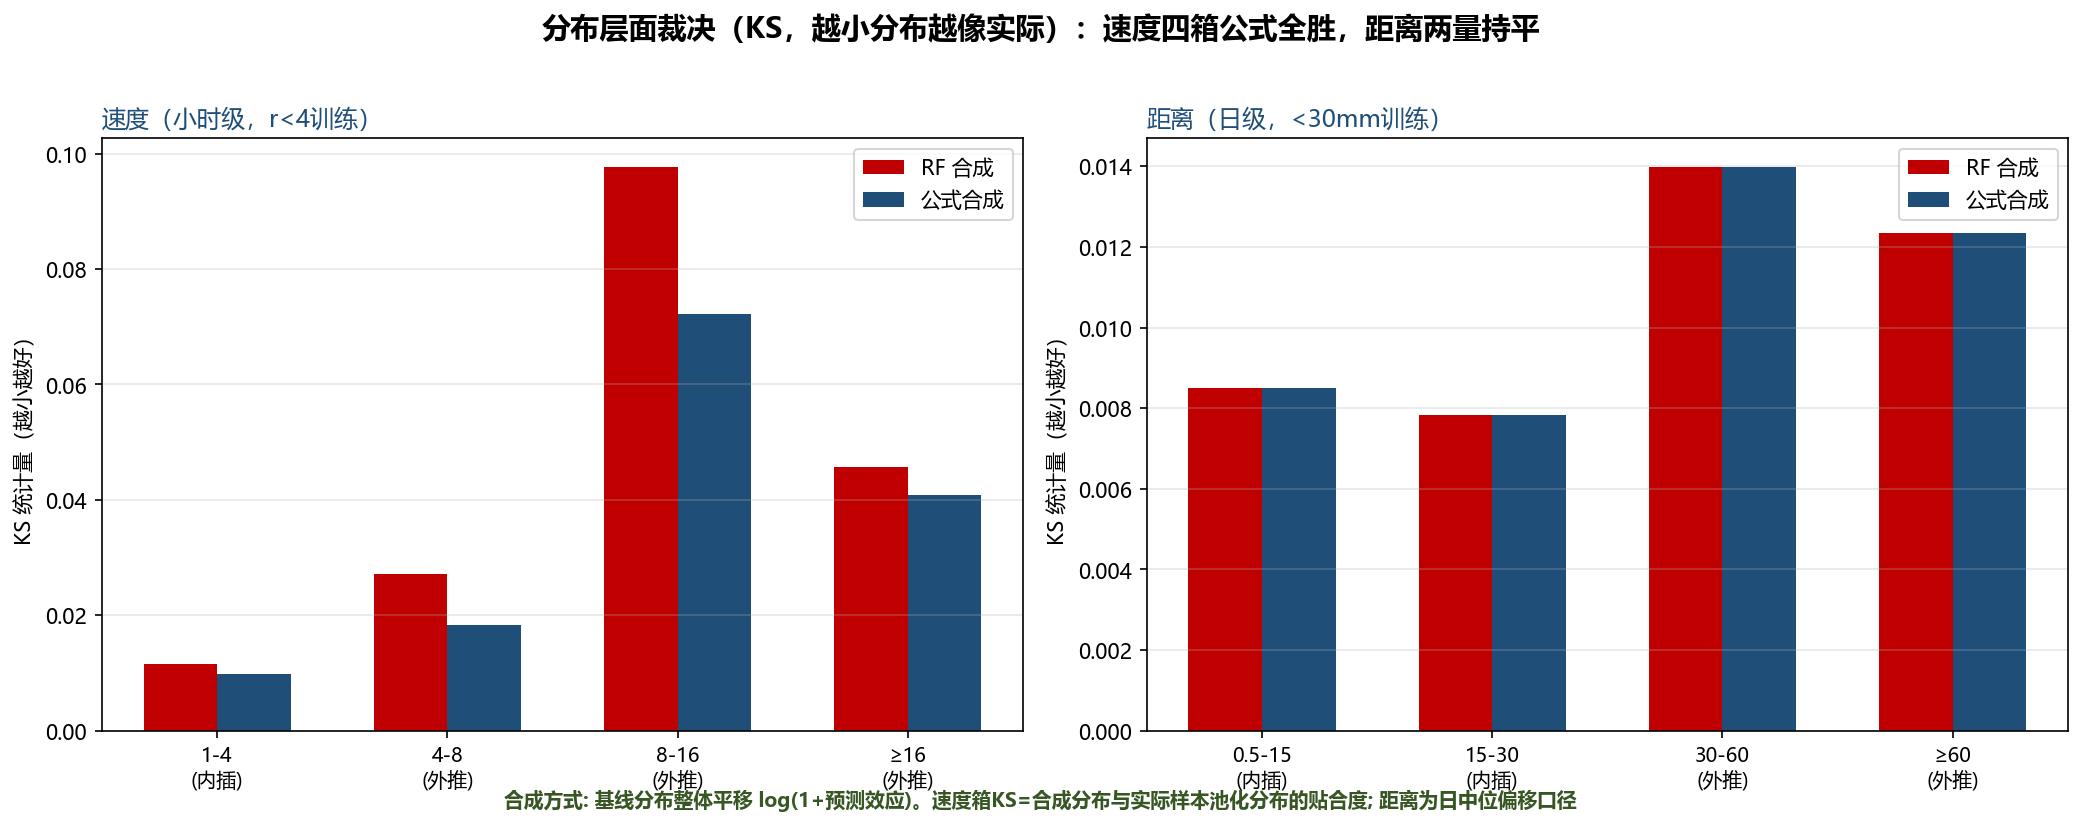 分布层面裁决（KS，越小分布越像实际）：速度四箱公式全胜，距离两量持平
速度（小时级，r<4训练）
KS 统计量（越小越好）
0.10
0.08
0.06
0.04
0.02
0.00
RF 合成
公式合成
1-4
(内插)
4-8
(外推)
8-16
(外推)
≥16
(外推)
距离（日级，<30mm训练）
KS 统计量（越小越好）
0.014
0.012
0.010
0.008
0.006
0.004
0.002
0.000
RF 合成
公式合成
0.5-15
(内插)
15-30
(内插)
30-60
(外推)
≥60
(外推)
合成方式: 基线分布整体平移 log(1+预测效应)。速度箱KS=合成分布与实际样本池化分布的贴合度; 距离为日中位偏移口径